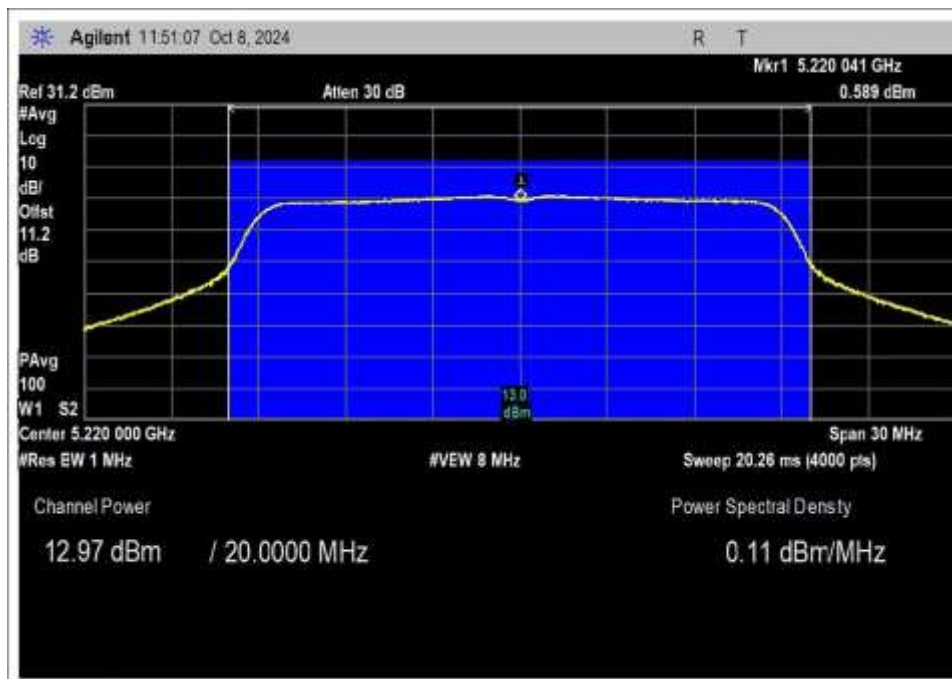 Agilent 11:51:07 Oct 8, 2024 R T
Mkr1 5.220 041 GHz
Ref 31.2 dBm Atten 30 dB 0.589 dBm
#Avg
Log
10
dB/
Offst
11.2
dB
1
PAvg
100
13.0
dBm
W1 S2
Center 5.220 000 GHz Span 30 MHz
#Res BW 1 MHz #VBW 8 MHz Sweep 20.26 ms (4000 pts)
Channel Power Power Spectral Density
12.97 dBm / 20.0000 MHz 0.11 dBm/MHz